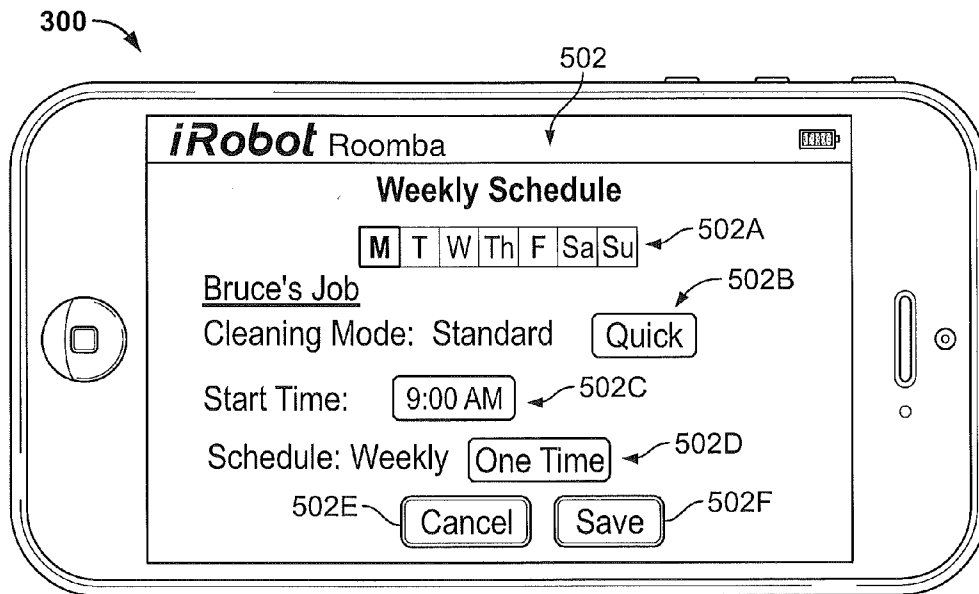 300
502
iRobot Roomba
Weekly Schedule
M T W Th F Sa Su 502A
Bruce's Job 502B
Cleaning Mode: Standard Quick
Start Time: 9:00 AM 502C
Schedule: Weekly One Time 502D
502E Cancel Save 502F